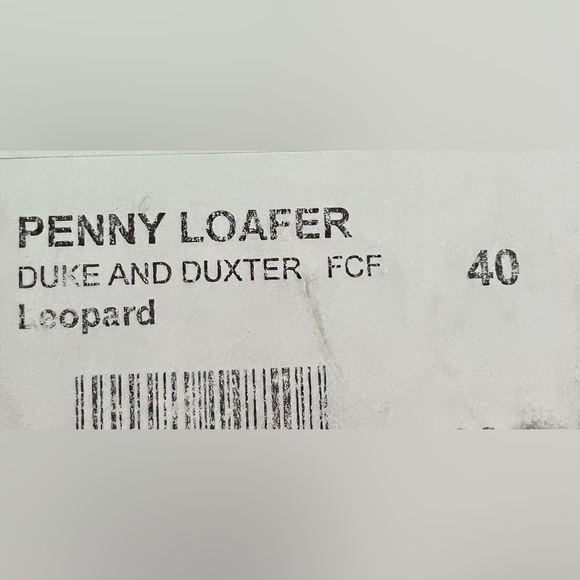 PENNY LOAFER
DUKE AND DUXTER FCF 40
Leopard